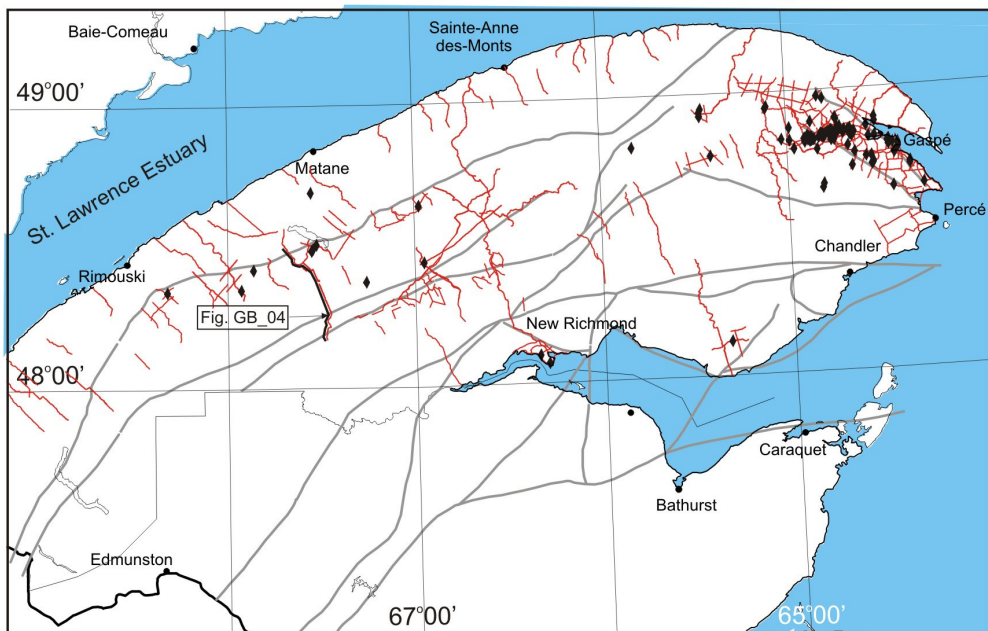 Baie-Comeau
Sainte-Anne
des-Monts
49°00'
St. Lawrence Estuary
Matane
Gaspé
Percé
Chandler
Rimouski
Fig. GB_04
New Richmond
48°00'
Caraquet
Bathurst
Edmunston
67°00'
65°00'